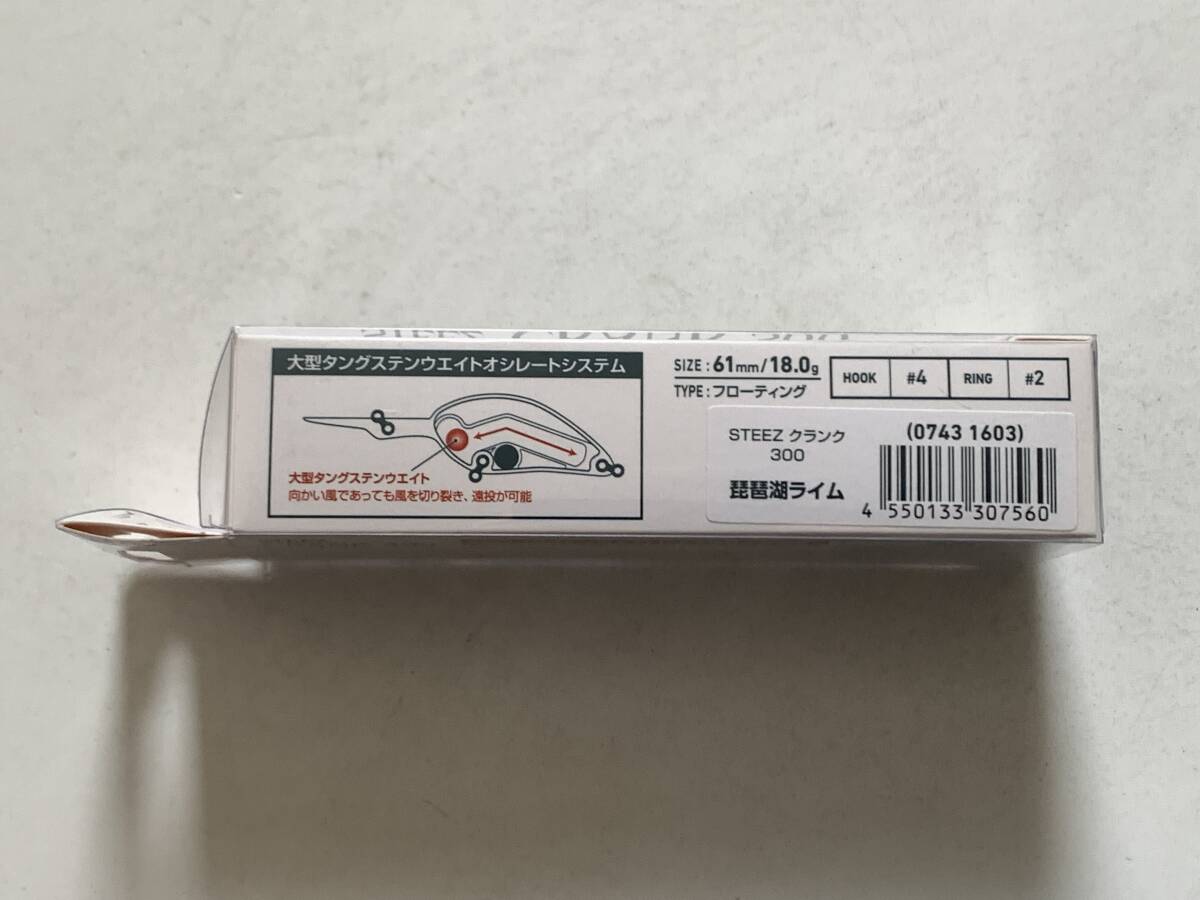 STEEZ CRANK 300
大型タングステンウエイトオシレートシステム
大型タングステンウエイト
向かい風であっても風を切り裂き、遠投が可能
SIZE : 61mm/18.0g
TYPE : フローティング
HOOK #4 RING #2
STEEZ クランク
300
琵琶湖ライム
(0743 1603)
4 550133 307560